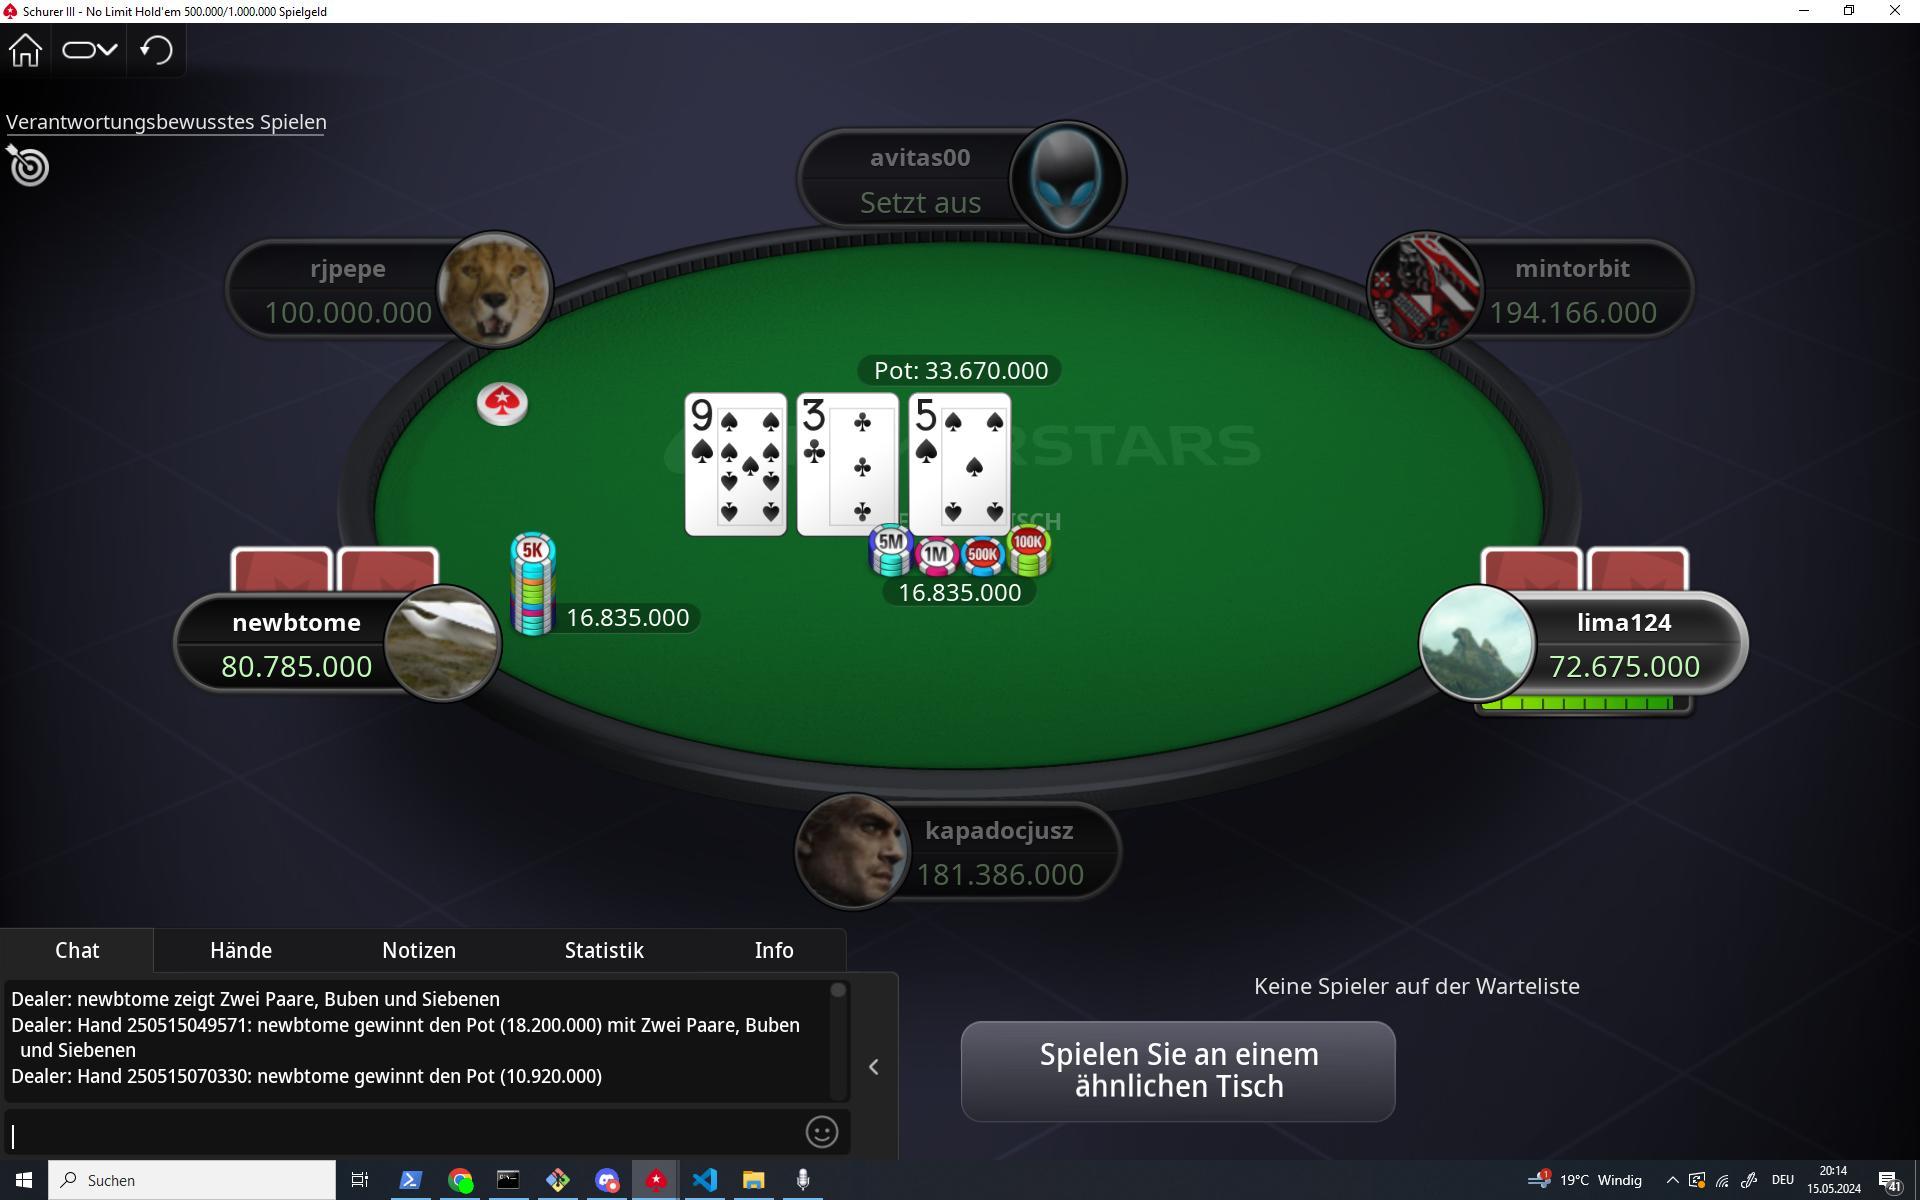 Schurer III - No Limit Hold'em 500.000/1.000.000 Spielgeld
Verantwortungsbewusstes Spielen
avitas00
Setzt aus
rjpepe
100.000.000
mintorbit
194.166.000
Pot: 33.670.000
9
3
5
RSTARS
SCH
5M
1M
500K
100K
16.835.000
5K
16.835.000
newbtome
80.785.000
lima124
72.675.000
kapadocjusz
181.386.000
Chat
Hände
Notizen
Statistik
Info
Dealer: newbtome zeigt Zwei Paare, Buben und Siebenen
Dealer: Hand 250515049571: newbtome gewinnt den Pot (18.200.000) mit Zwei Paare, Buben
und Siebenen
Dealer: Hand 250515070330: newbtome gewinnt den Pot (10.920.000)
Keine Spieler auf der Warteliste
Spielen Sie an einem
ähnlichen Tisch
Suchen
1
19°C Windig
DEU
20:14
15.05.2024
41